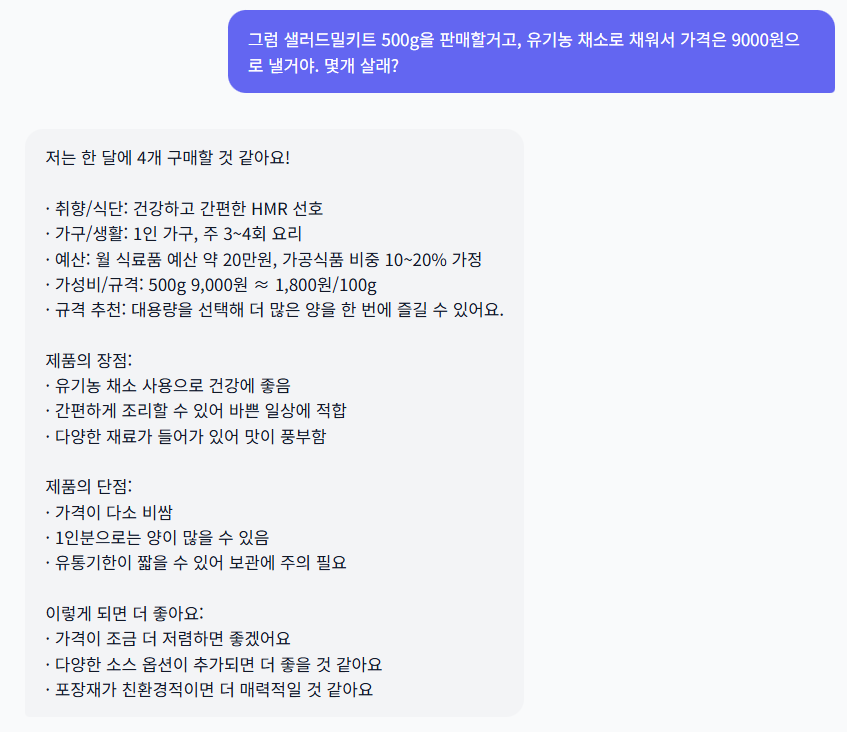 그럼 샐러드밀키트 500g을 판매할거고, 유기농 채소로 채워서 가격은 9000원으
로 낼거야. 몇개 살래?
저는 한 달에 4개 구매할 것 같아요!
· 취향/식단: 건강하고 간편한 HMR 선호
· 가구/생활: 1인 가구, 주 3~4회 요리
· 예산: 월 식료품 예산 약 20만원, 가공식품 비중 10~20% 가정
· 가성비/규격: 500g 9,000원 ≈ 1,800원/100g
· 규격 추천: 대용량을 선택해 더 많은 양을 한 번에 즐길 수 있어요.
제품의 장점:
· 유기농 채소 사용으로 건강에 좋음
· 간편하게 조리할 수 있어 바쁜 일상에 적합
· 다양한 재료가 들어가 있어 맛이 풍부함
제품의 단점:
· 가격이 다소 비쌈
· 1인분으로는 양이 많을 수 있음
· 유통기한이 짧을 수 있어 보관에 주의 필요
이렇게 되면 더 좋아요:
· 가격이 조금 더 저렴하면 좋겠어요
· 다양한 소스 옵션이 추가되면 더 좋을 것 같아요
· 포장재가 친환경적이면 더 매력적일 것 같아요